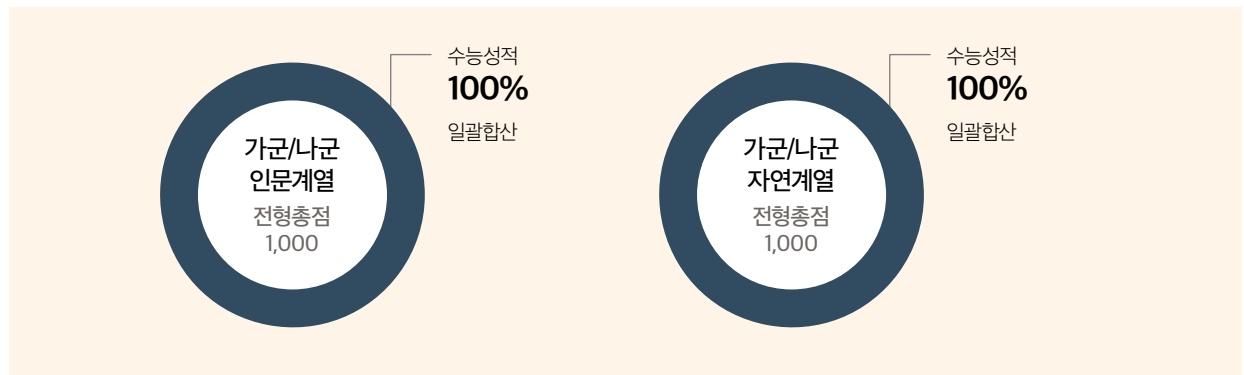 수능성적
100%
일괄합산
가군/나군
인문계열
전형총점
1,000
수능성적
100%
일괄합산
가군/나군
자연계열
전형총점
1,000